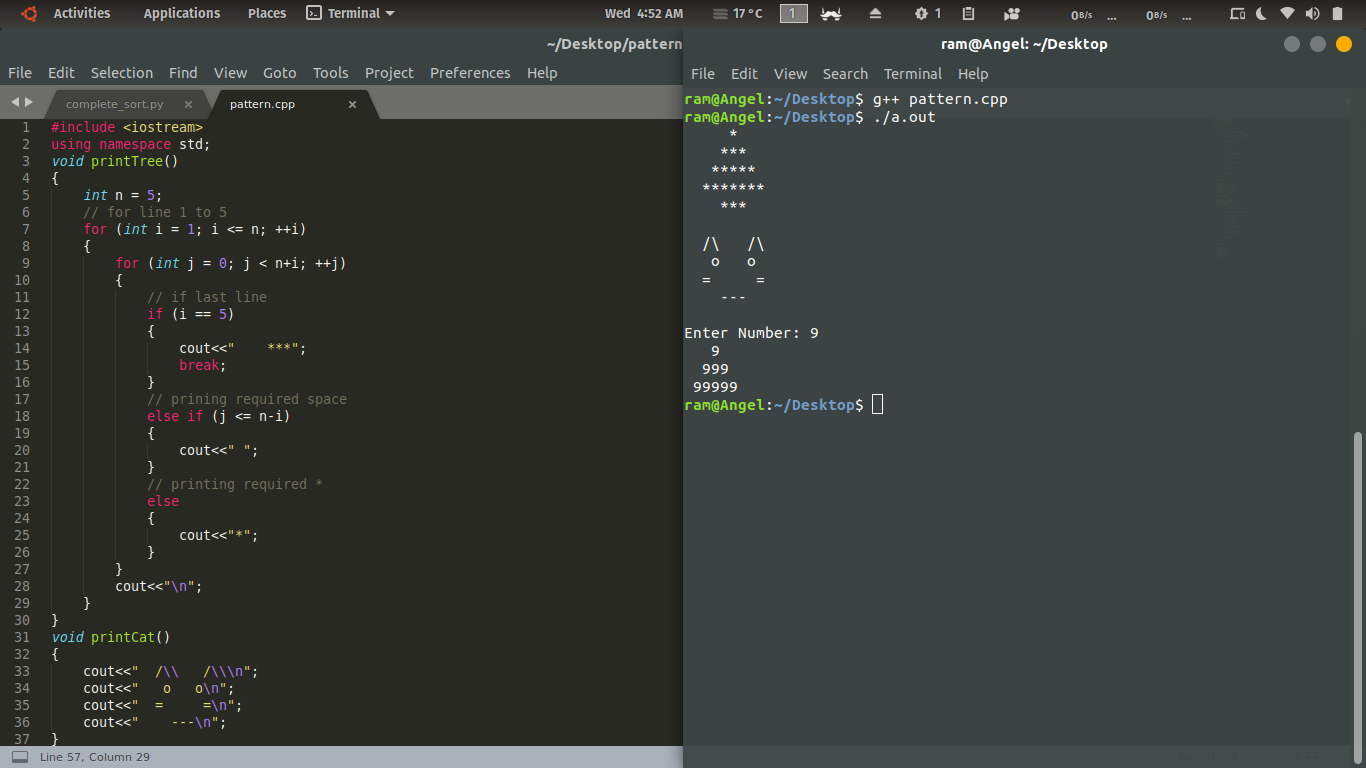 Activities Applications Places Terminal Wed 4:52 AM 17 °C 1 1 0B/s ... 0B/s ...
~/Desktop/pattern
File Edit Selection Find View Goto Tools Project Preferences Help
complete_sort.py × pattern.cpp ×
1 #include <iostream>
2 using namespace std;
3 void printTree()
4 {
5     int n = 5;
6     // for line 1 to 5
7     for (int i = 1; i <= n; ++i)
8     {
9         for (int j = 0; j < n+i; ++j)
10         {
11             // if last line
12             if (i == 5)
13             {
14                 cout<<"    ***";
15                 break;
16             }
17             // prining required space
18             else if (j <= n-i)
19             {
20                 cout<<" ";
21             }
22             // printing required *
23             else
24             {
25                 cout<<"*";
26             }
27         }
28         cout<<"\n";
29     }
30 }
31 void printCat()
32 {
33     cout<<"  /\\   /\\\n";
34     cout<<"   o   o\n";
35     cout<<"  =     =\n";
36     cout<<"    ---\n";
37 }
Line 57, Column 29
ram@Angel: ~/Desktop
File Edit View Search Terminal Help
ram@Angel:~/Desktop$ g++ pattern.cpp
ram@Angel:~/Desktop$ ./a.out
     *
    ***
   *****
  *******
    ***
  /\   /\
   o   o
  =     =
    ---
Enter Number: 9
   9
  999
 99999
ram@Angel:~/Desktop$